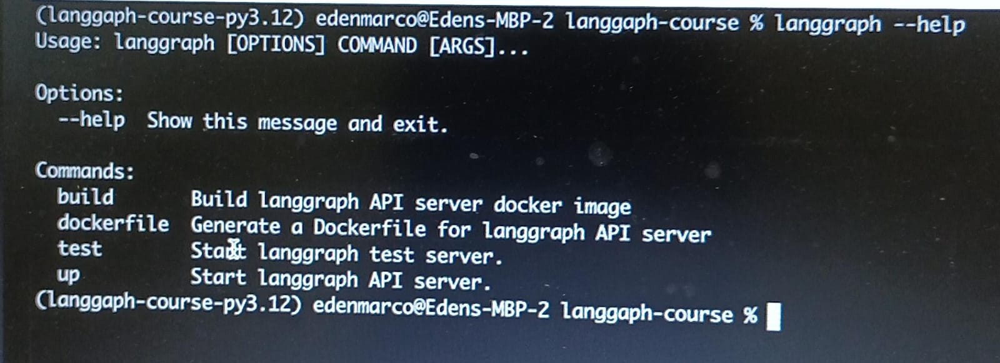 (langgaph-course-py3.12) edenmarco@Edens-MBP-2 langgaph-course % langgraph --help
Usage: langgraph [OPTIONS] COMMAND [ARGS]...
Options:
--help  Show this message and exit.
Commands:
build       Build langgraph API server docker image
dockerfile  Generate a Dockerfile for langgraph API server
test        Start langgraph test server.
up          Start langgraph API server.
(langgaph-course-py3.12) edenmarco@Edens-MBP-2 langgaph-course %